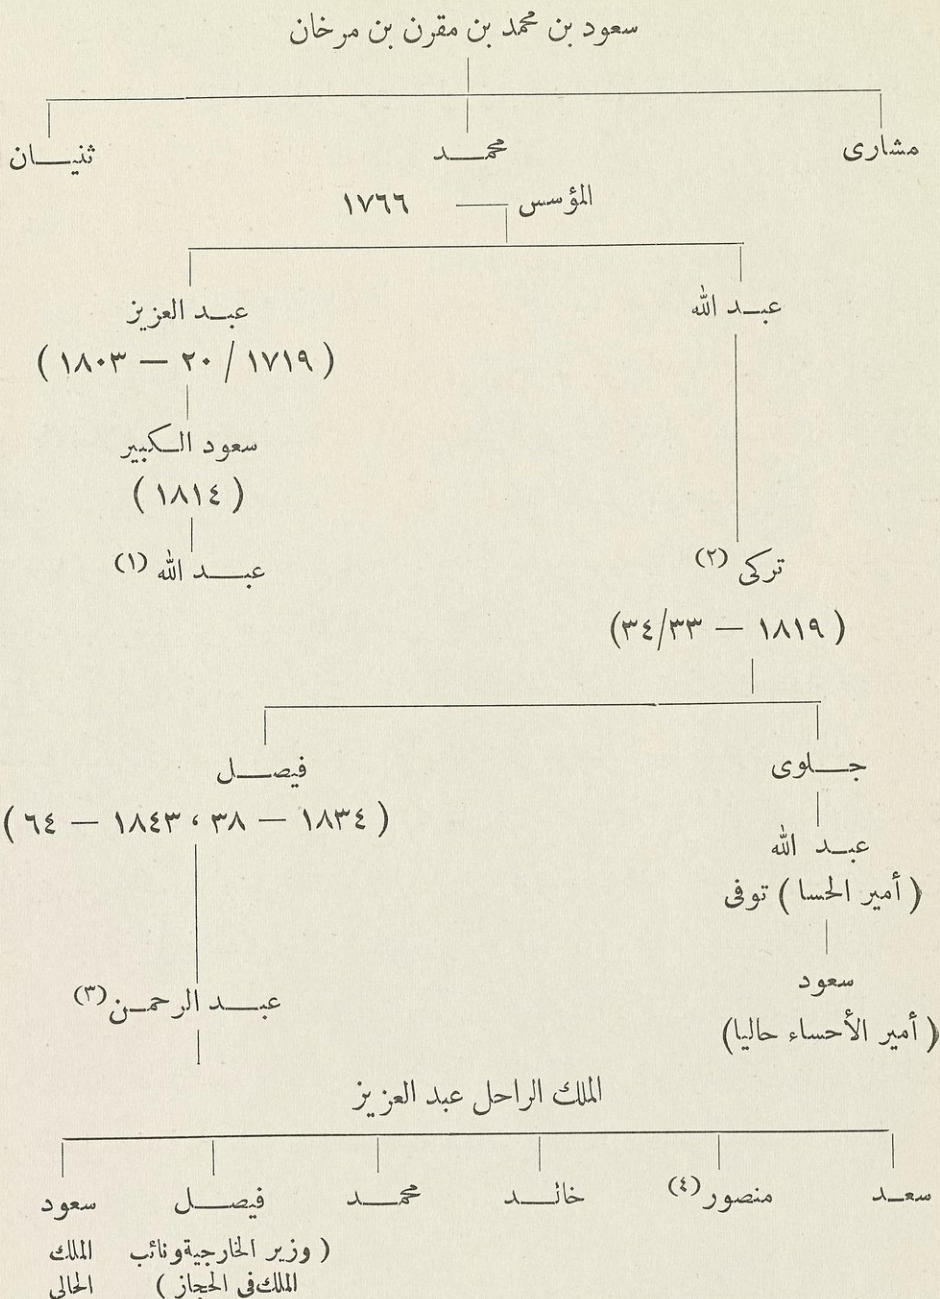 سعود بن محمد بن مقرن بن مرخان
مشارى محمد ثنيان
المؤسس — ١٧٦٦
عبد الله عبد العزيز
( ١٧١٩ / ٢٠ — ١٨٠٣ )
سعود الكبير
( ١٨١٤ )
تركى (٢) عبد الله (١)
( ١٨١٩ — ٣٣/٣٤)
جلوى فيصل
( ١٨٣٤ — ٣٨ ، ١٨٤٣ — ٦٤ )
عبد الله
( أمير الحسا ) توفى
سعود عبد الرحمن (٣)
( أمير الأحساء حاليا)
الملك الراحل عبد العزيز
سعد منصور (٤) خالد محمد فيصل سعود
( وزير الخارجية ونائب الملك
الملك فى الحجاز ) الحالى